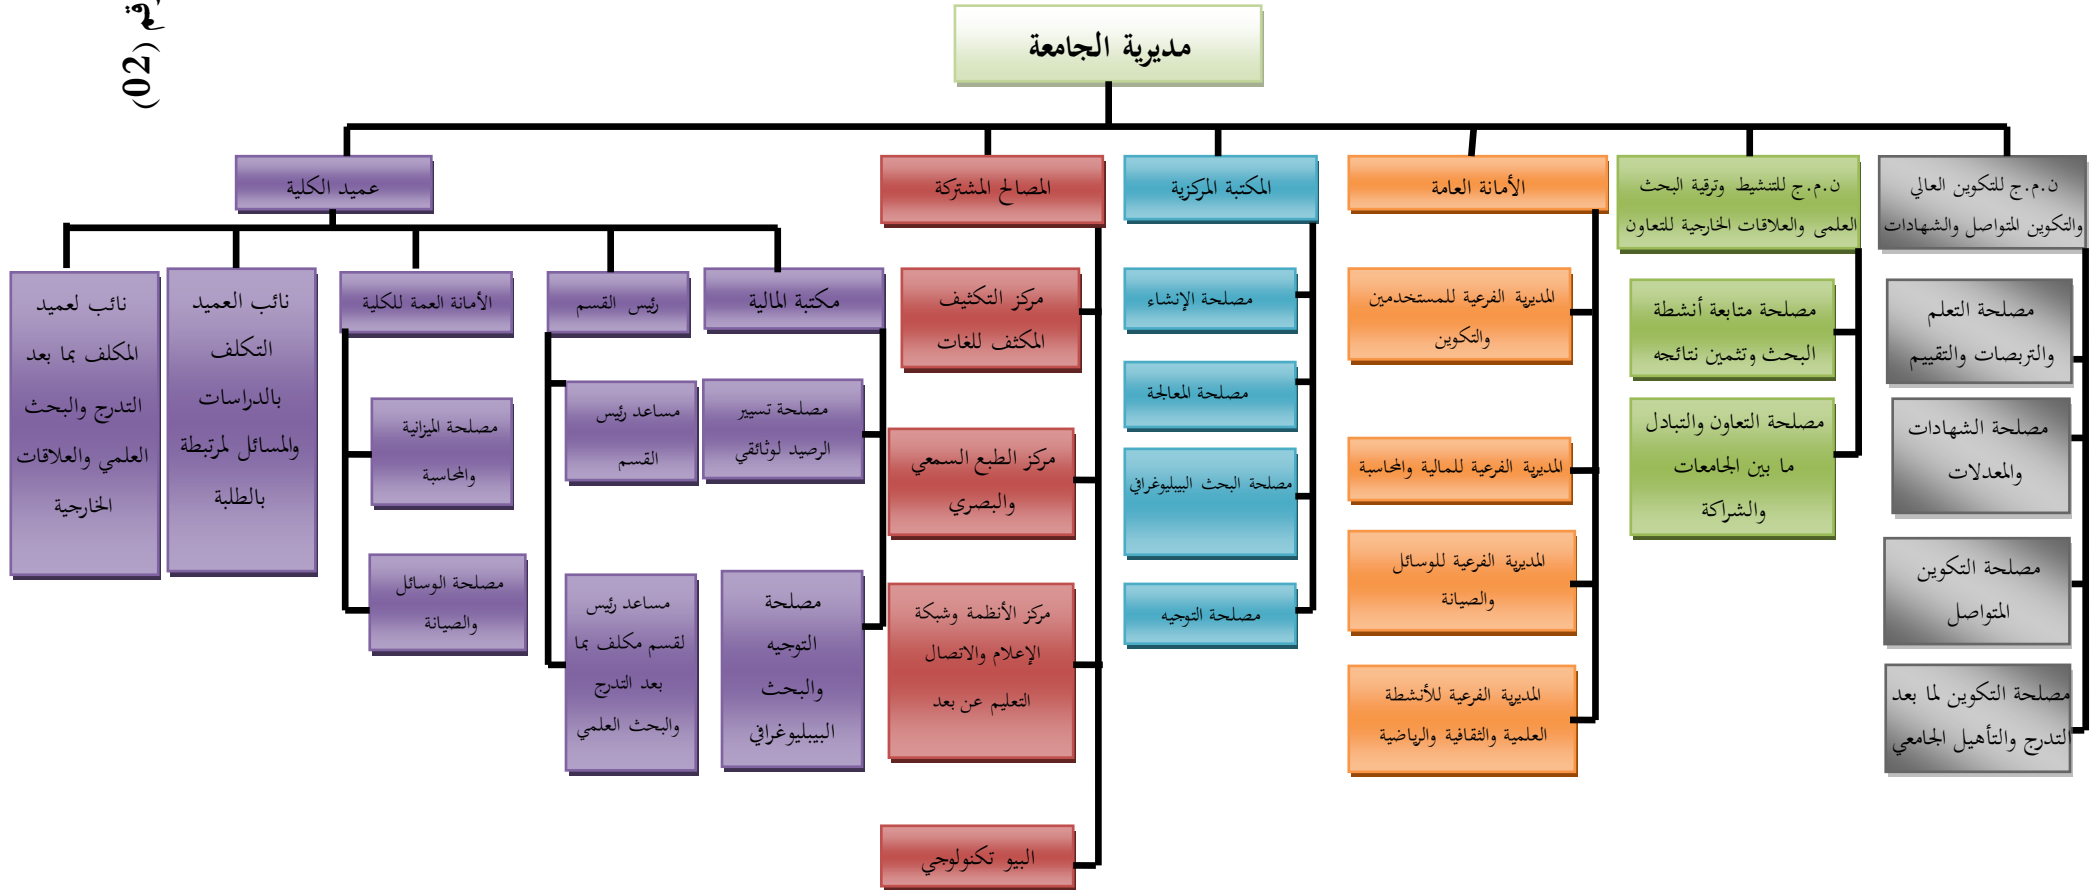 رقم (02)
مديرية الجامعة
ن.م.ج للتكوين العالي
والتكوين المتواصل والشهادات
ن.م.ج للتنشيط وترقية البحث
العلمي والعلاقات الخارجية للتعاون
الأمانة العامة
المكتبة المركزية
المصالح المشتركة
عميد الكلية
مصلحة التعلم
والتربصات والتقييم
مصلحة الشهادات
والمعدلات
مصلحة التكوين
المتواصل
مصلحة التكوين لما بعد
التدرج والتأهيل الجامعي
مصلحة متابعة أنشطة
البحث وتثمين نتائجه
مصلحة التعاون والتبادل
ما بين الجامعات
والشراكة
المديرية الفرعية للمستخدمين
والتكوين
المديرية الفرعية للمالية والمحاسبة
المديرية الفرعية للوسائل
والصيانة
المديرية الفرعية للأنشطة
العلمية والثقافية والرياضية
مصلحة الإنشاء
مصلحة المعالجة
مصلحة البحث البيبليوغرافي
مصلحة التوجيه
مركز التكثيف
المكثف للغات
مركز الطبع السمعي
والبصري
مركز الأنظمة وشبكة
الإعلام والاتصال
التعليم عن بعد
البيو تكنولوجي
مكتبة المالية
مصلحة تسيير
الرصيد لوثائقي
مصلحة
التوجيه
والبحث
البيبليوغرافي
رئيس القسم
مساعد رئيس
القسم
مساعد رئيس
لقسم مكلف بما
بعد التدرج
والبحث العلمي
الأمانة العمة للكلية
مصلحة الميزانية
والمحاسبة
مصلحة الوسائل
والصيانة
نائب العميد
التكلف
بالدراسات
والمسائل لمرتبطة
بالطلبة
نائب لعميد
المكلف بما بعد
التدرج والبحث
العلمي والعلاقات
الخارجية